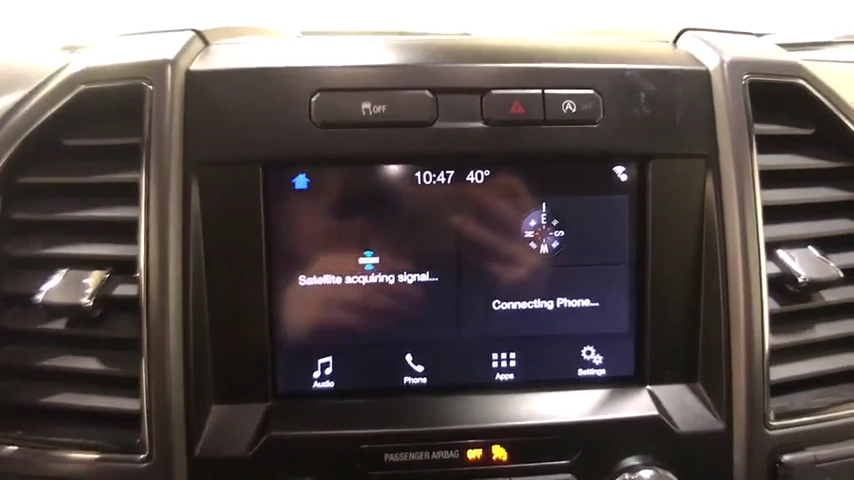 OFF
A OFF
10:47 40°
E
N S
W
Satellite acquiring signal...
Connecting Phone...
Audio Phone Apps Settings
PASSENGER AIRBAG OFF